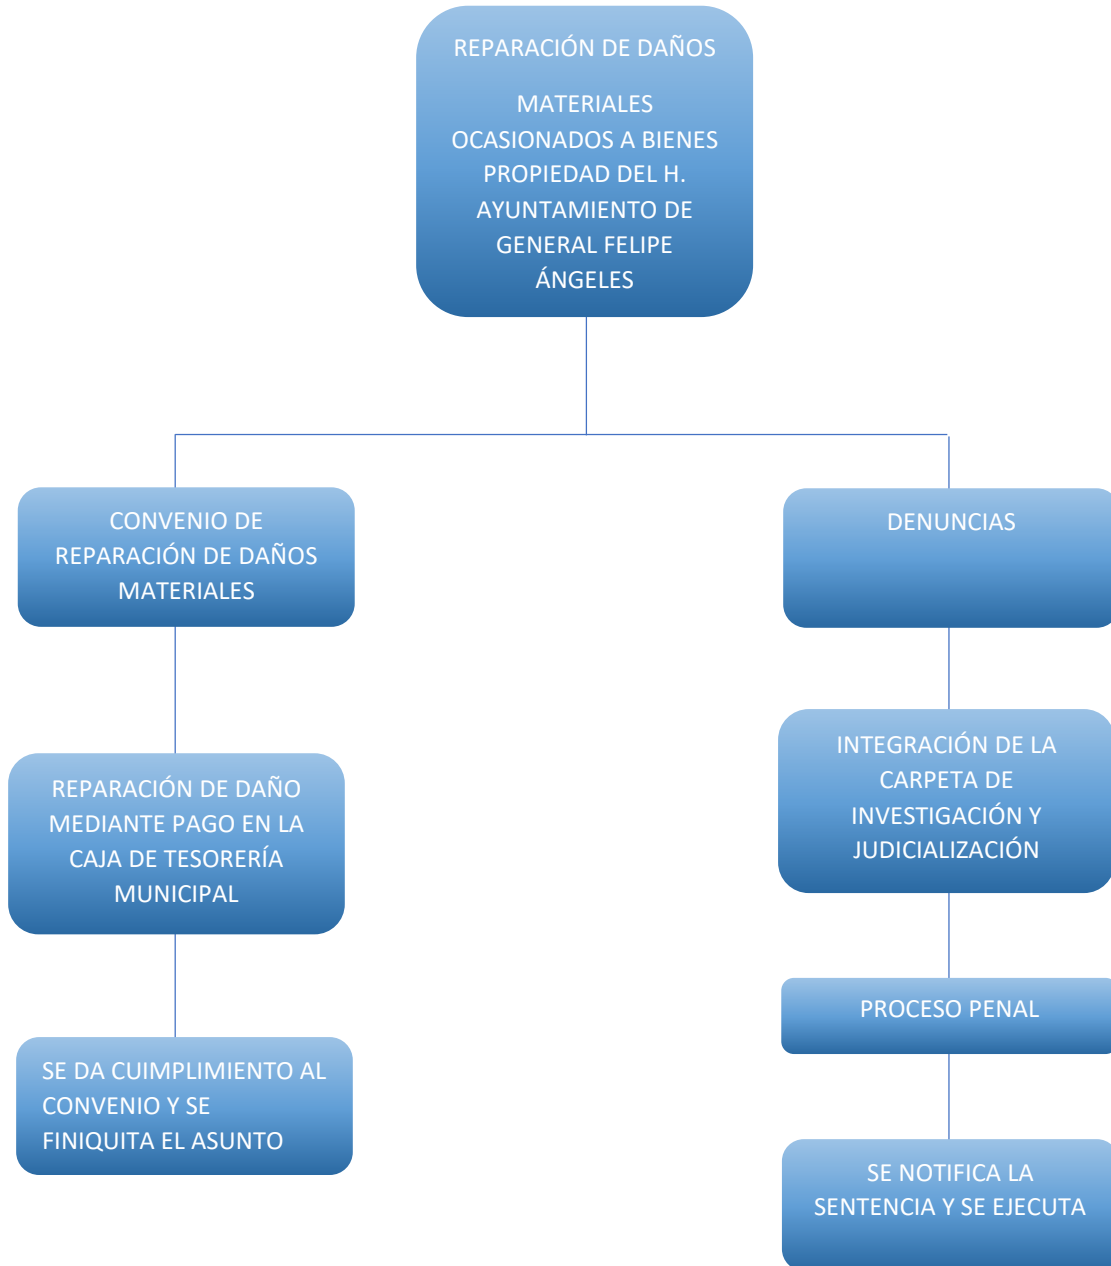 REPARACIÓN DE DAÑOS
MATERIALES
OCASIONADOS A BIENES
PROPIEDAD DEL H.
AYUNTAMIENTO DE
GENERAL FELIPE
ÁNGELES
CONVENIO DE
REPARACIÓN DE DAÑOS
MATERIALES
REPARACIÓN DE DAÑO
MEDIANTE PAGO EN LA
CAJA DE TESORERÍA
MUNICIPAL
SE DA CUIMPLIMIENTO AL
CONVENIO Y SE
FINIQUITA EL ASUNTO
DENUNCIAS
INTEGRACIÓN DE LA
CARPETA DE
INVESTIGACIÓN Y
JUDICIALIZACIÓN
PROCESO PENAL
SE NOTIFICA LA
SENTENCIA Y SE EJECUTA